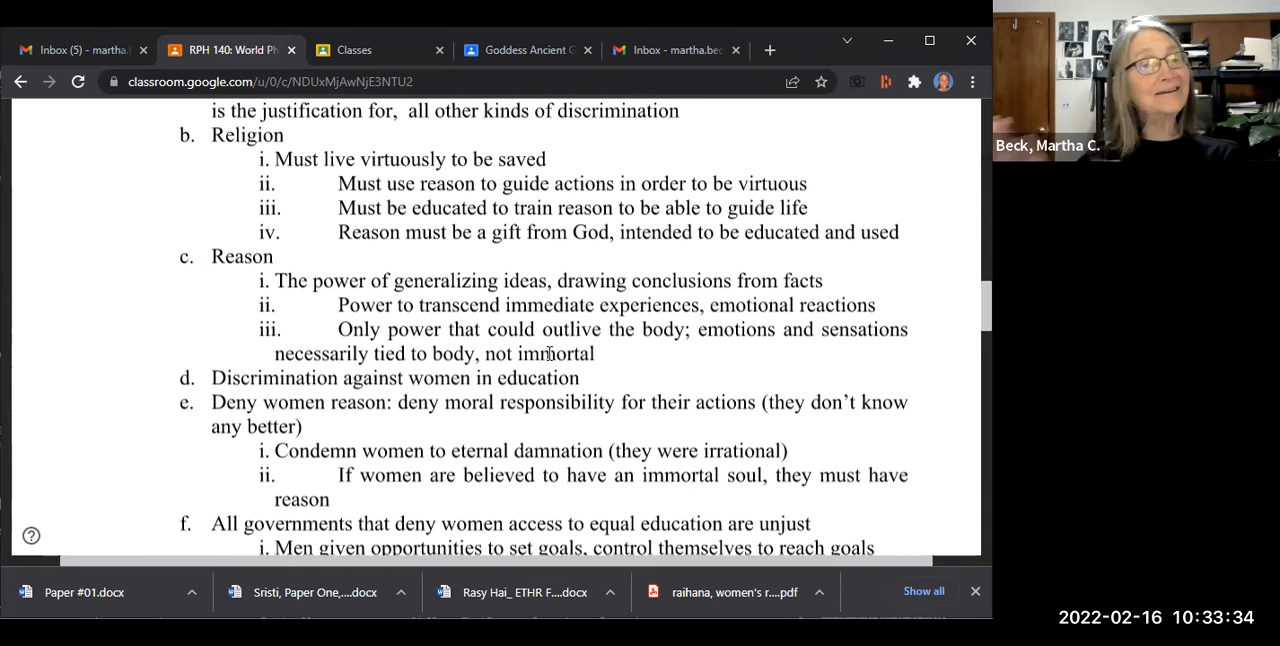 Inbox (5) - martha.
RPH 140: World Ph
Classes
Goddess Ancient G
Inbox - martha.bec
classroom.google.com/u/0/c/NDUxMjAwNjE3NTU2
is the justification for, all other kinds of discrimination
b. Religion
i. Must live virtuously to be saved
ii. Must use reason to guide actions in order to be virtuous
iii. Must be educated to train reason to be able to guide life
iv. Reason must be a gift from God, intended to be educated and used
c. Reason
i. The power of generalizing ideas, drawing conclusions from facts
ii. Power to transcend immediate experiences, emotional reactions
iii. Only power that could outlive the body; emotions and sensations
necessarily tied to body, not immortal
d. Discrimination against women in education
e. Deny women reason: deny moral responsibility for their actions (they don't know
any better)
i. Condemn women to eternal damnation (they were irrational)
ii. If women are believed to have an immortal soul, they must have
reason
f. All governments that deny women access to equal education are unjust
i. Men given opportunities to set goals, control themselves to reach goals
Beck, Martha C.
Paper #01.docx
Sristi, Paper One,....docx
Rasy Hai_ ETHR F....docx
raihana, women's r....pdf
Show all
2022-02-16 10:33:34